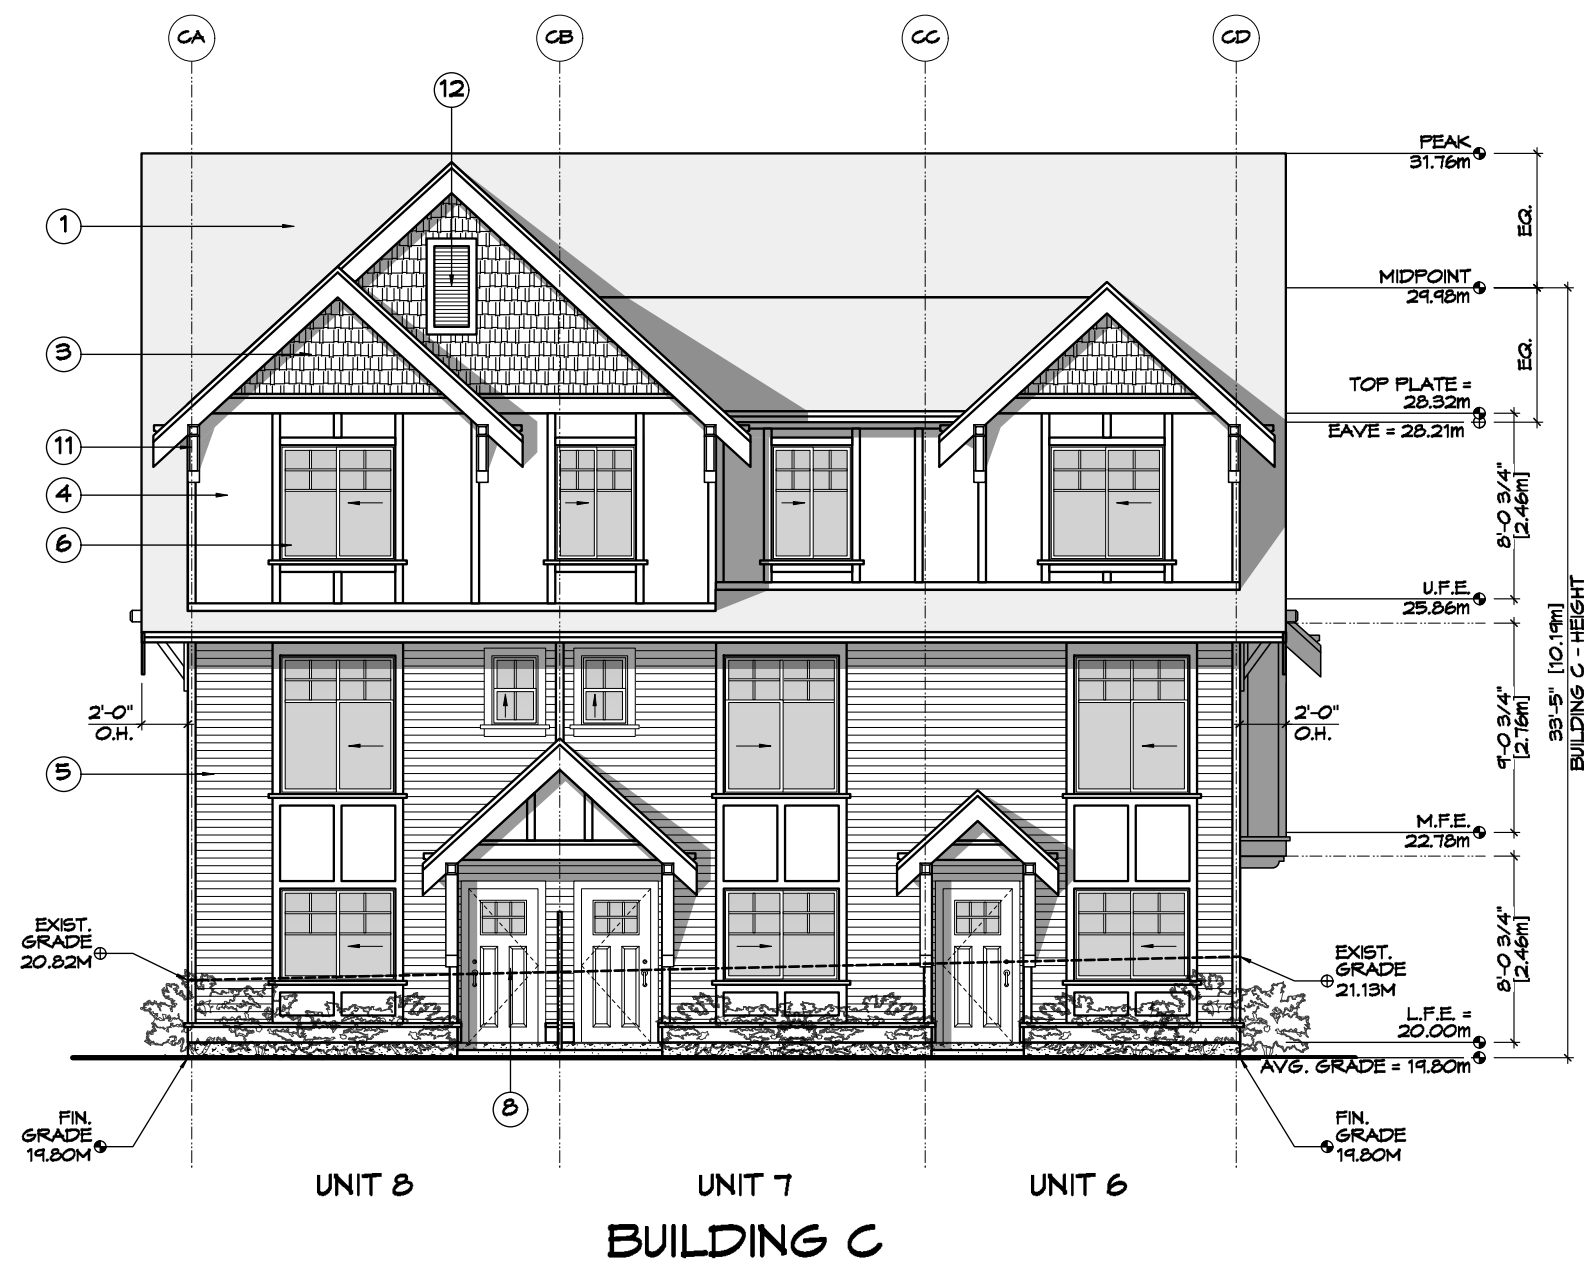 CA
CB
CC
CD
12
PEAK
31.76m
1
EQ.
MIDPOINT
29.98m
3
EQ.
TOP PLATE =
28.32m
EAVE = 28.21m
11
4
8'-0 3/4"
[2.46m]
6
U.F.E.
25.86m
33'-5" [10.19m]
BUILDING C - HEIGHT
2'-0"
O.H.
2'-0"
O.H.
9'-0 3/4"
[2.76m]
5
M.F.E.
22.78m
EXIST.
GRADE
20.82M
EXIST.
GRADE
21.13M
8'-0 3/4"
[2.46m]
L.F.E. =
20.00m
AVG. GRADE = 19.80m
8
FIN.
GRADE
19.80M
FIN.
GRADE
19.80M
UNIT 8
UNIT 7
UNIT 6
BUILDING C